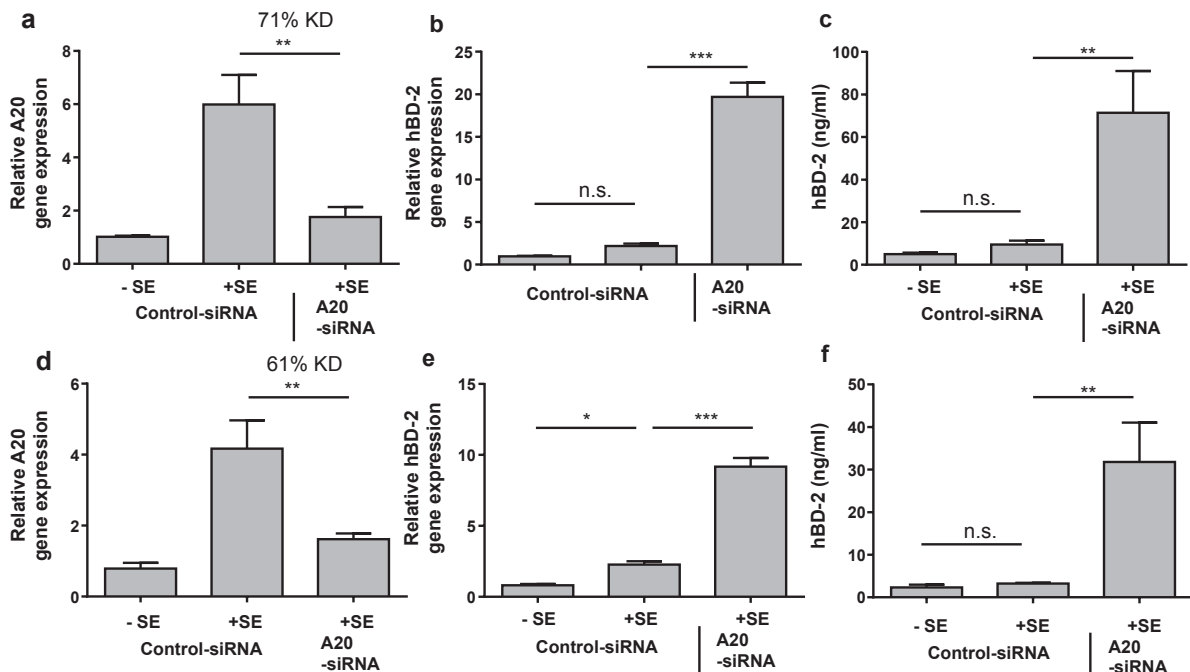 a
71% KD
**
Relative A20
gene expression
8
6
4
2
0
- SE
+SE
+SE
Control-siRNA
A20
-siRNA
b
***
n.s.
Relative hBD-2
gene expression
25
20
15
10
5
0
Control-siRNA
A20
-siRNA
c
**
n.s.
hBD-2 (ng/ml)
100
80
60
40
20
0
- SE
+SE
+SE
Control-siRNA
A20
-siRNA
d
61% KD
**
Relative A20
gene expression
6
4
2
0
- SE
+SE
+SE
Control-siRNA
A20
-siRNA
e
*
***
Relative hBD-2
gene expression
15
10
5
0
- SE
+SE
+SE
Control-siRNA
A20
-siRNA
f
**
n.s.
hBD-2 (ng/ml)
50
40
30
20
10
0
- SE
+SE
+SE
Control-siRNA
A20
-siRNA